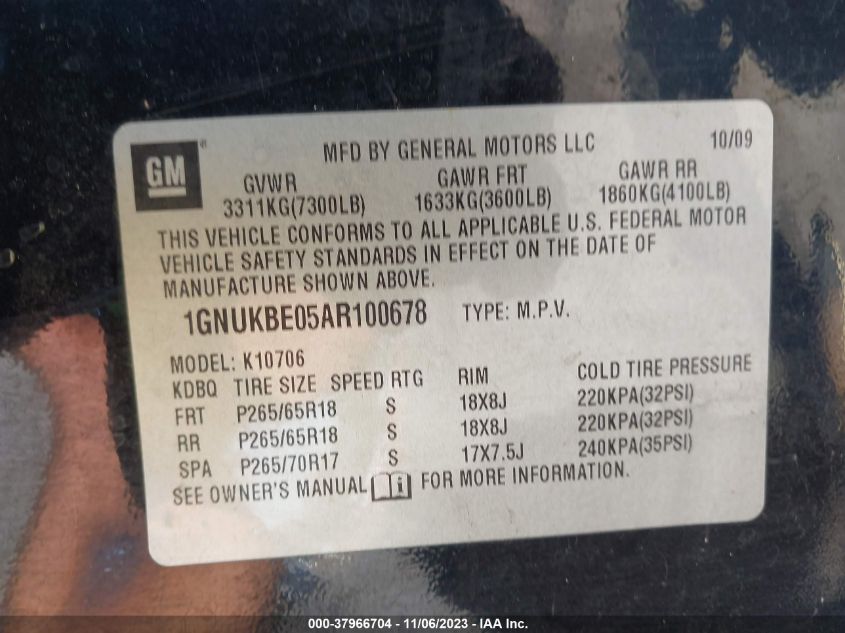 GM
MFD BY GENERAL MOTORS LLC 10/09
GVWR GAWR FRT GAWR RR
3311KG(7300LB) 1633KG(3600LB) 1860KG(4100LB)
THIS VEHICLE CONFORMS TO ALL APPLICABLE U.S. FEDERAL MOTOR
VEHICLE SAFETY STANDARDS IN EFFECT ON THE DATE OF
MANUFACTURE SHOWN ABOVE.
1GNUKBE05AR100678 TYPE: M.P.V.
MODEL: K10706
KDBQ TIRE SIZE SPEED RTG RIM COLD TIRE PRESSURE
FRT P265/65R18 S 18X8J 220KPA(32PSI)
RR P265/65R18 S 18X8J 220KPA(32PSI)
SPA P265/70R17 S 17X7.5J 240KPA(35PSI)
SEE OWNER'S MANUAL FOR MORE INFORMATION.
000-37966704 - 11/06/2023 - IAA Inc.